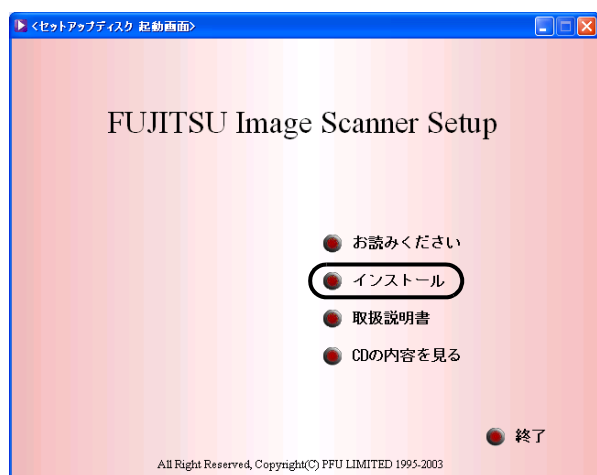 <セットアップディスク 起動画面>
FUJITSU Image Scanner Setup
お読みください
インストール
取扱説明書
CDの内容を見る
終了
All Right Reserved, Copyright(C) PFU LIMITED 1995-2003